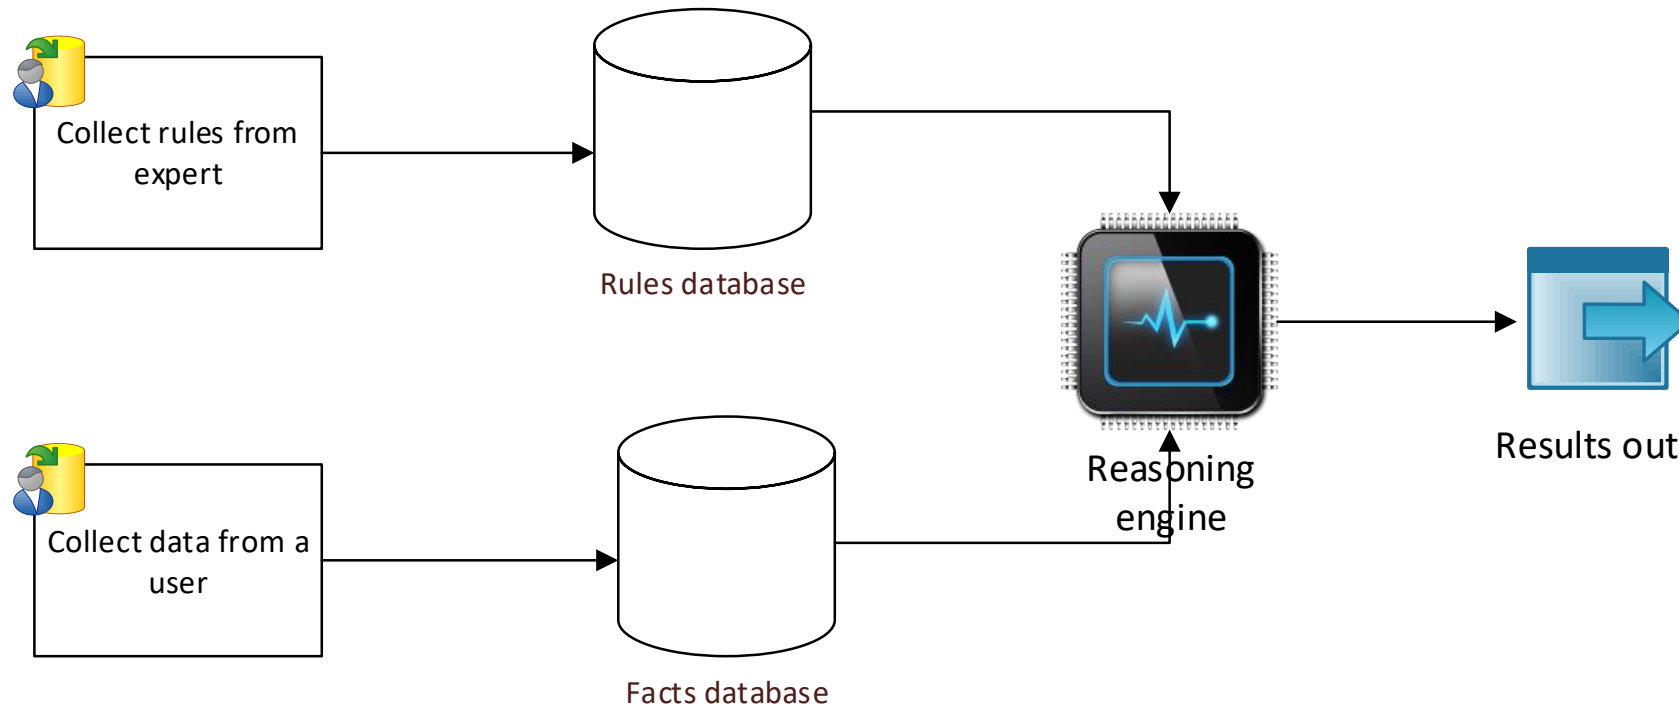 Collect rules from
expert
Rules database
Reasoning
engine
Results out
Collect data from a
user
Facts database